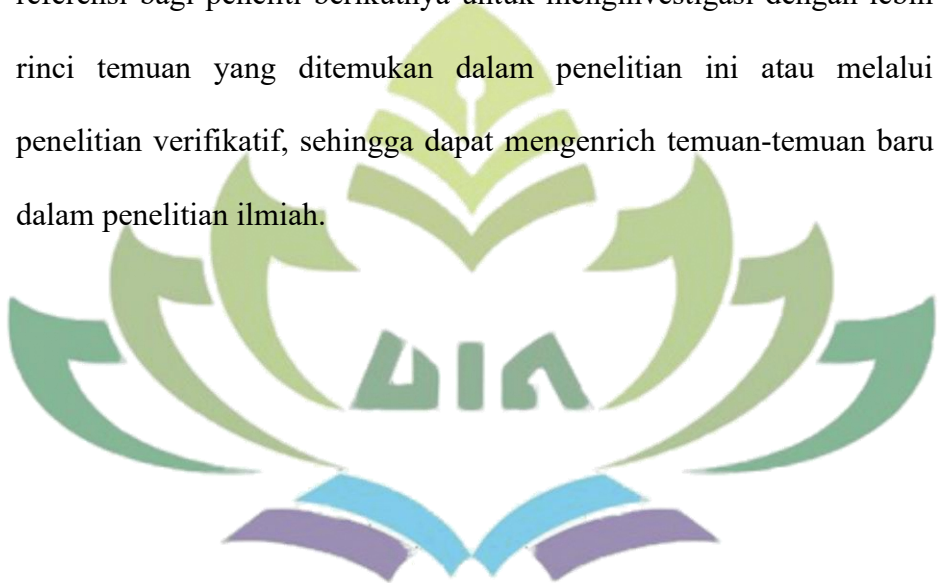 referensi bagi peneliti berikutnya untuk menginvestigasi dengan lebih
rinci temuan yang ditemukan dalam penelitian ini atau melalui
penelitian verifikatif, sehingga dapat mengenrich temuan-temuan baru
dalam penelitian ilmiah.
UIN